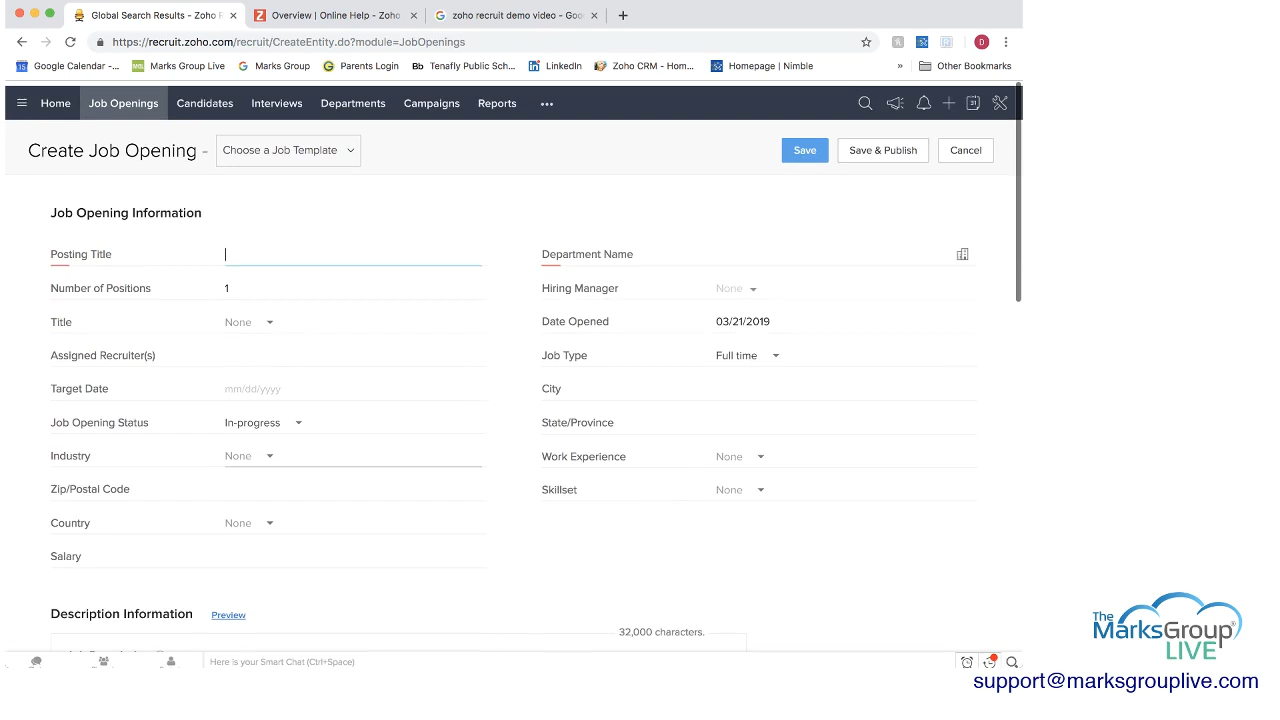 Global Search Results - Zoho R
Overview | Online Help - Zoho
zoho recruit demo video - Goo
https://recruit.zoho.com/recruit/CreateEntity.do?module=JobOpenings
D
Google Calendar -...
Marks Group Live
Marks Group
Parents Login
Bb Tenafly Public Sch...
LinkedIn
Zoho CRM - Hom...
Homepage | Nimble
»
Other Bookmarks
Home
Job Openings
Candidates
Interviews
Departments
Campaigns
Reports
•••
31
Create Job Opening -
Choose a Job Template
Save
Save & Publish
Cancel
Job Opening Information
Posting Title
Department Name
Number of Positions 1
Hiring Manager None
Title None
Date Opened 03/21/2019
Assigned Recruiter(s)
Job Type Full time
Target Date mm/dd/yyyy
City
Job Opening Status In-progress
State/Province
Industry None
Work Experience None
Zip/Postal Code
Skillset None
Country None
Salary
Description Information Preview
32,000 characters.
Here is your Smart Chat (Ctrl+Space)
The
MarksGroup®
LIVE
support@marksgrouplive.com